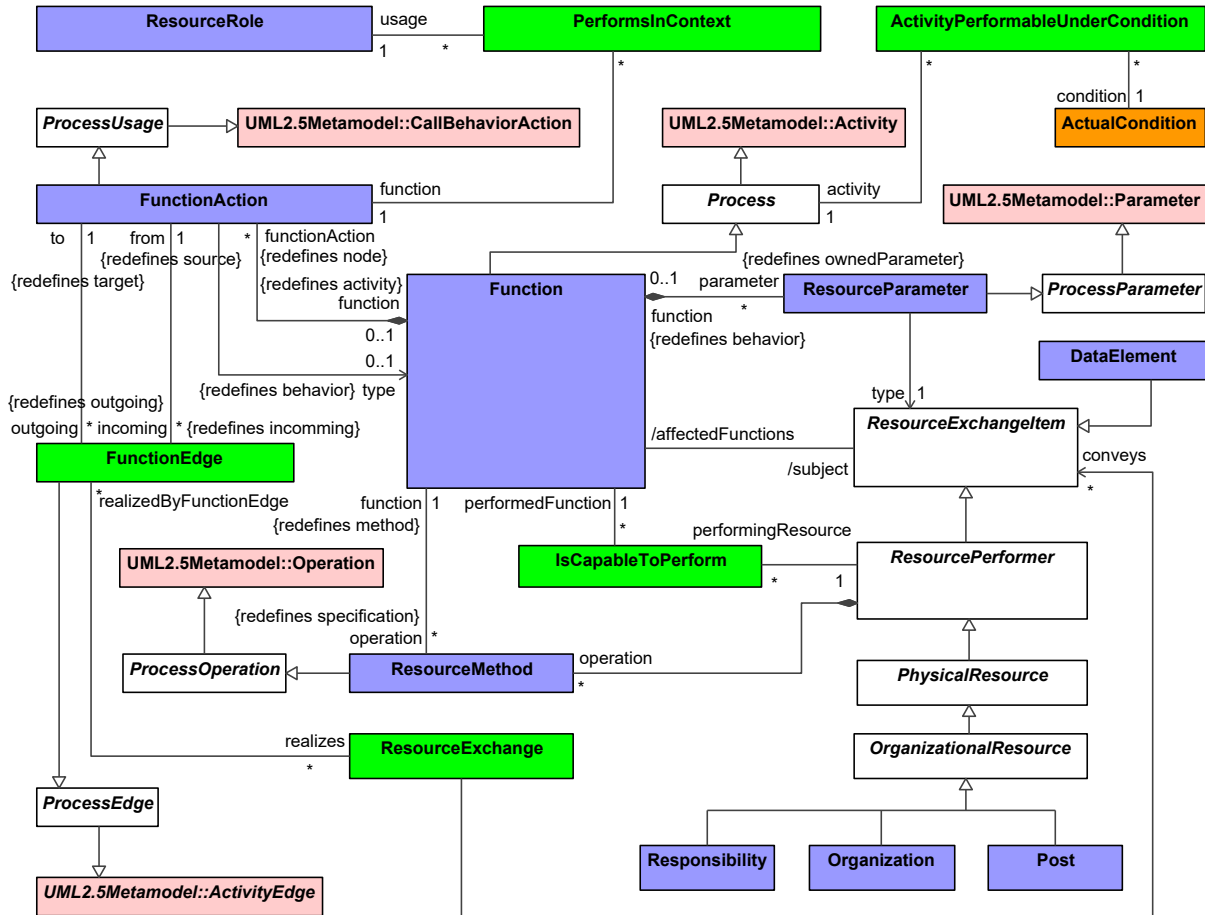 ResourceRole
usage
1
*
PerformsInContext
*
ActivityPerformableUnderCondition
*
*
condition
1
ActualCondition
ProcessUsage
UML2.5Metamodel::CallBehaviorAction
UML2.5Metamodel::Activity
FunctionAction
function
1
Process
activity
1
UML2.5Metamodel::Parameter
to
1
from
1
*
functionAction
{redefines source}
{redefines node}
{redefines target}
{redefines activity}
function
0..1
0..1
{redefines behavior}
type
Function
{redefines ownedParameter}
0..1
parameter
*
function
{redefines behavior}
ResourceParameter
ProcessParameter
DataElement
type
1
{redefines outgoing}
outgoing
*
incoming
*
{redefines incomming}
/affectedFunctions
/subject
ResourceExchangeItem
conveys
*
FunctionEdge
*
realizedByFunctionEdge
function
1
{redefines method}
performedFunction
1
*
performingResource
IsCapableToPerform
*
1
ResourcePerformer
UML2.5Metamodel::Operation
{redefines specification}
operation
*
ProcessOperation
ResourceMethod
operation
*
PhysicalResource
realizes
*
ResourceExchange
OrganizationalResource
ProcessEdge
Responsibility
Organization
Post
UML2.5Metamodel::ActivityEdge